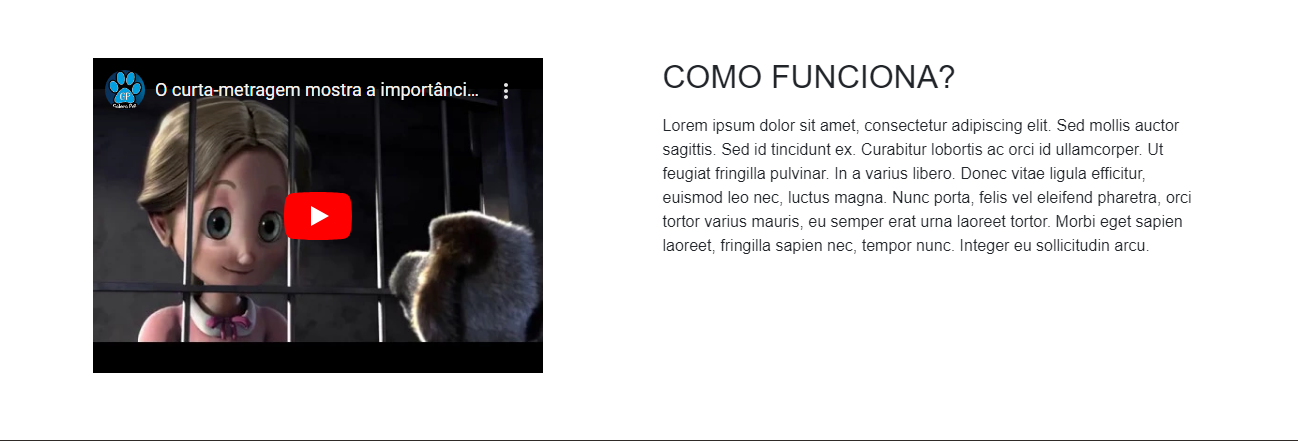 O curta-metragem mostra a importânci...
COMO FUNCIONA?
Lorem ipsum dolor sit amet, consectetur adipiscing elit. Sed mollis auctor
sagittis. Sed id tincidunt ex. Curabitur lobortis ac orci id ullamcorper. Ut
feugiat fringilla pulvinar. In a varius libero. Donec vitae ligula efficitur,
euismod leo nec, luctus magna. Nunc porta, felis vel eleifend pharetra, orci
tortor varius mauris, eu semper erat urna laoreet tortor. Morbi eget sapien
laoreet, fringilla sapien nec, tempor nunc. Integer eu sollicitudin arcu.